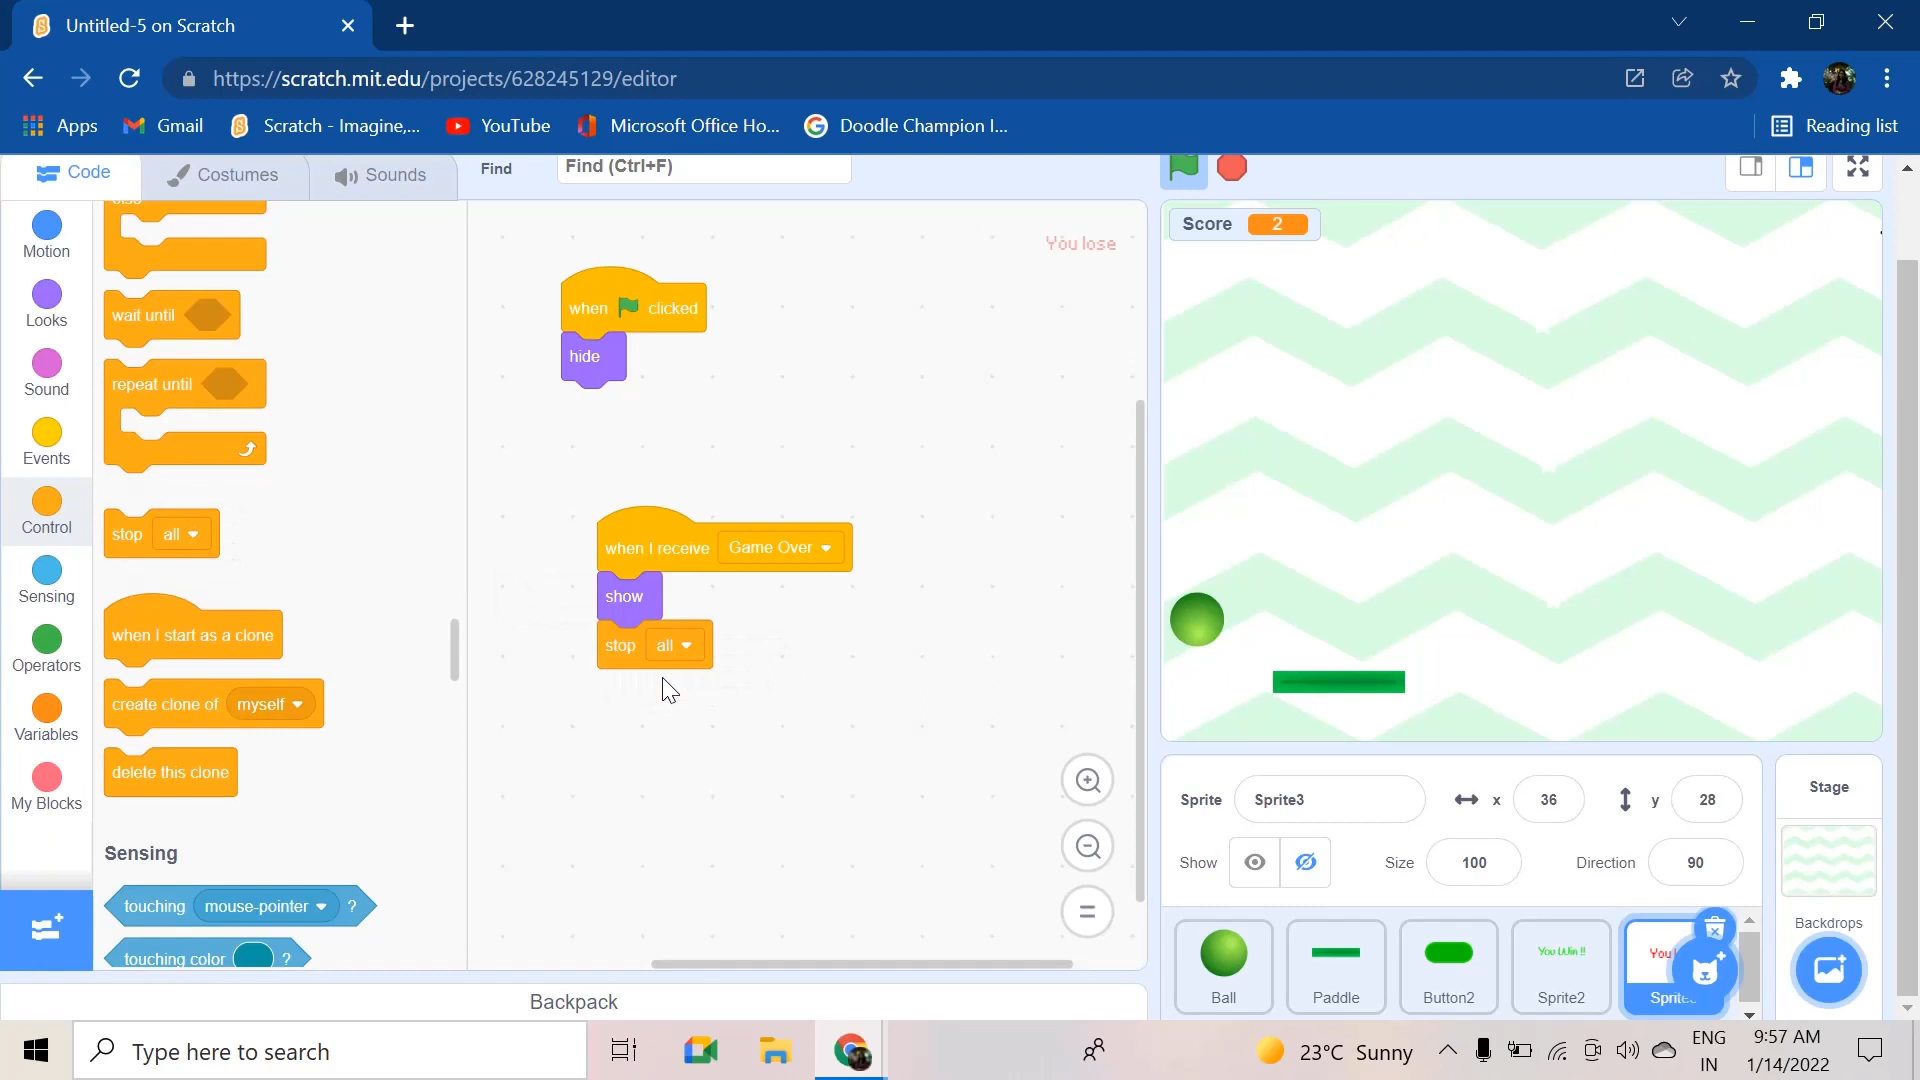 Untitled-5 on Scratch
https://scratch.mit.edu/projects/628245129/editor
Apps
Gmail
Scratch - Imagine,...
YouTube
Microsoft Office Ho...
Doodle Champion I...
Reading list
Code
Costumes
Sounds
Find
Find (Ctrl+F)
Motion
Looks
Sound
Events
Control
Sensing
Operators
Variables
My Blocks
wait until
repeat until
stop all
when I start as a clone
create clone of myself
delete this clone
Sensing
touching mouse-pointer ?
touching color ?
You lose
when clicked
hide
when I receive Game Over
show
stop all
Backpack
Score 2
Sprite Sprite3 x 36 y 28
Show Size 100 Direction 90
Stage
Backdrops
You Win !!
Ball
Paddle
Button2
Sprite2
Type here to search
23°C Sunny
ENG
IN
9:57 AM
1/14/2022